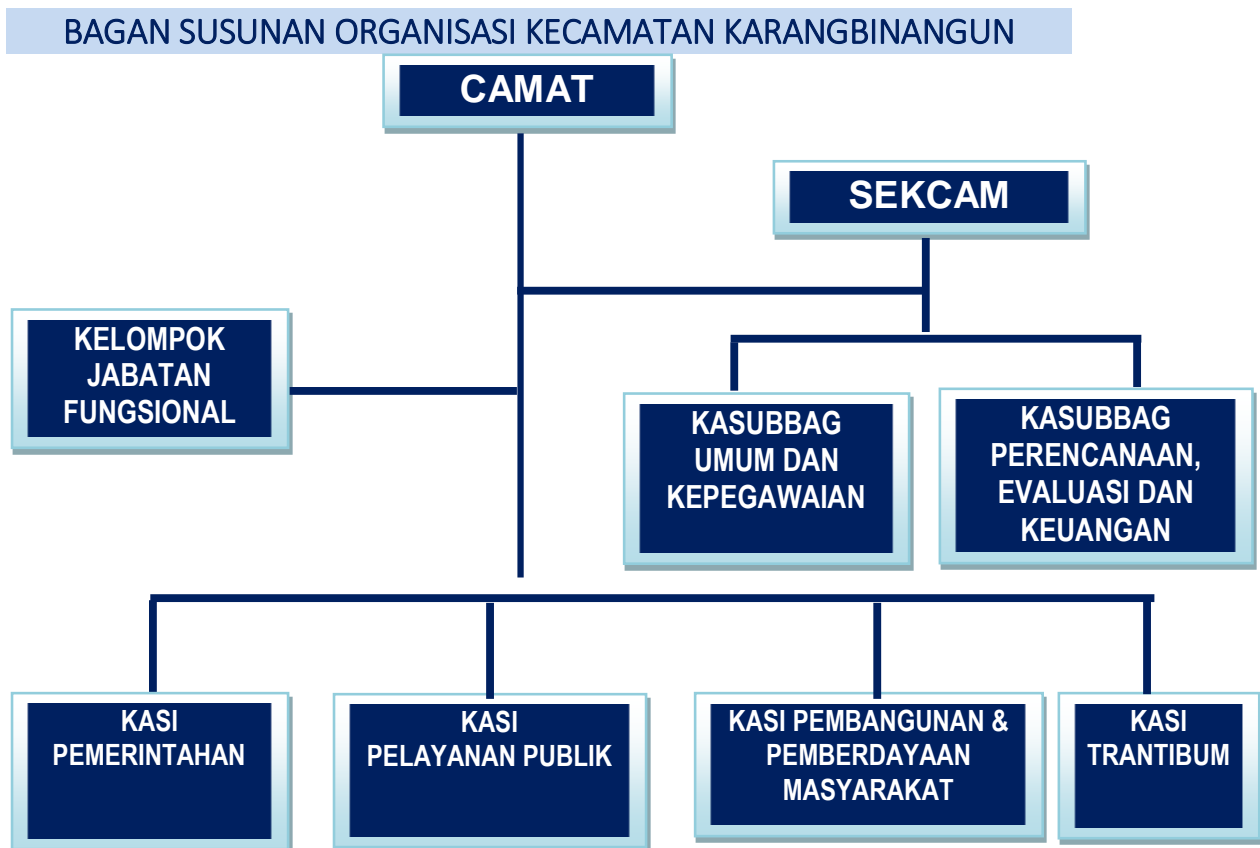 BAGAN SUSUNAN ORGANISASI KECAMATAN KARANGBINANGUN
CAMAT
SEKCAM
KELOMPOK
JABATAN
FUNGSIONAL
KASUBBAG
UMUM DAN
KEPEGAWAIAN
KASUBBAG
PERENCANAAN,
EVALUASI DAN
KEUANGAN
KASI
PEMERINTAHAN
KASI
PELAYANAN PUBLIK
KASI PEMBANGUNAN &
PEMBERDAYAAN
MASYARAKAT
KASI
TRANTIBUM